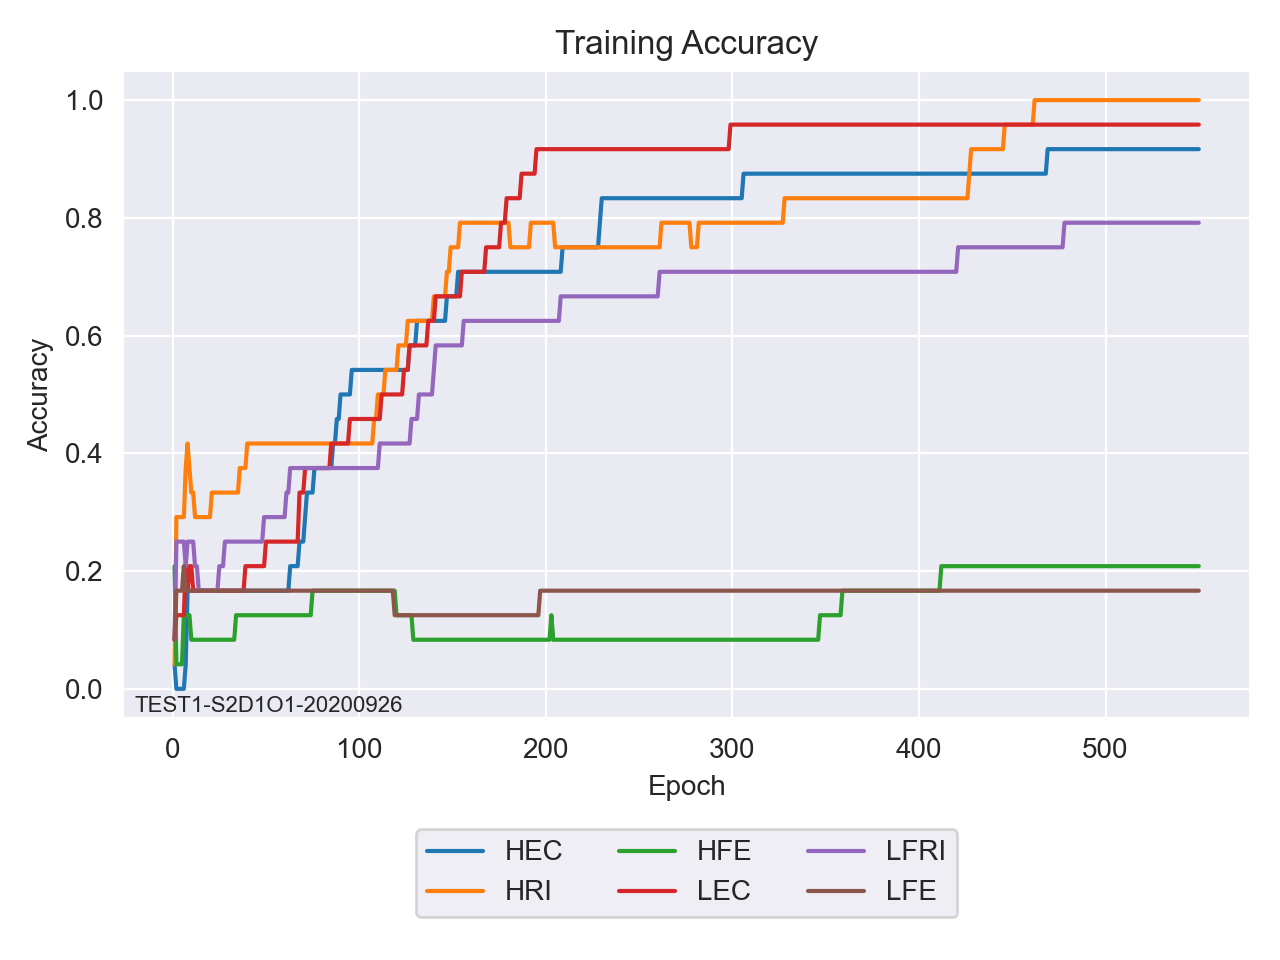 Training Accuracy
1.0
0.8
0.6
0.4
0.2
0.0
Accuracy
TEST1-S2D1O1-20200926
0 100 200 300 400 500
Epoch
HEC HFE LFRI
HRI LEC LFE